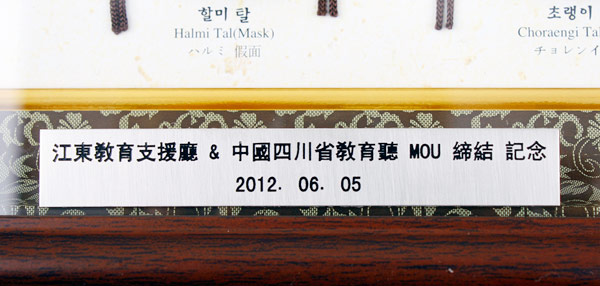 할미 탈
Halmi Tal(Mask)
ハルミ 假面
초랭이
Choraengi Ta
チョレンイ
江東敎育支援廳 & 中國四川省敎育聽 MOU 締結 記念
2012. 06. 05